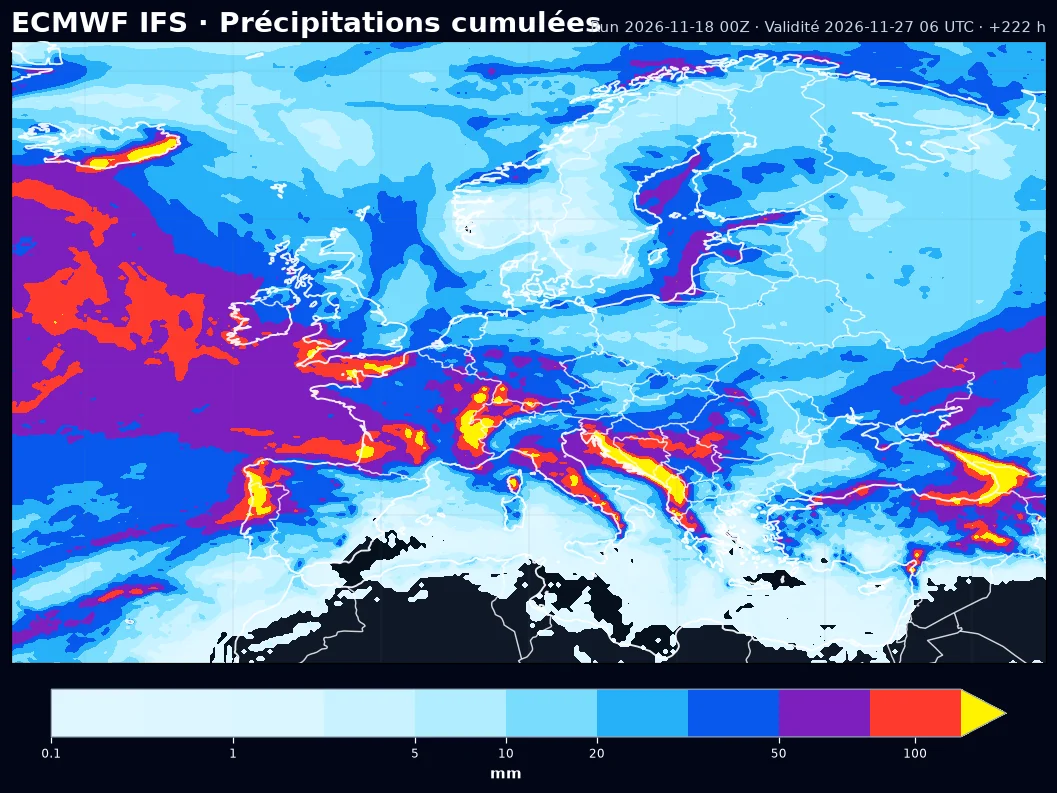 ECMWF IFS · Précipitations cumulées
Run 2026-11-18 00Z · Validité 2026-11-27 06 UTC · +222 h
0.1 1 5 10 20 50 100
mm